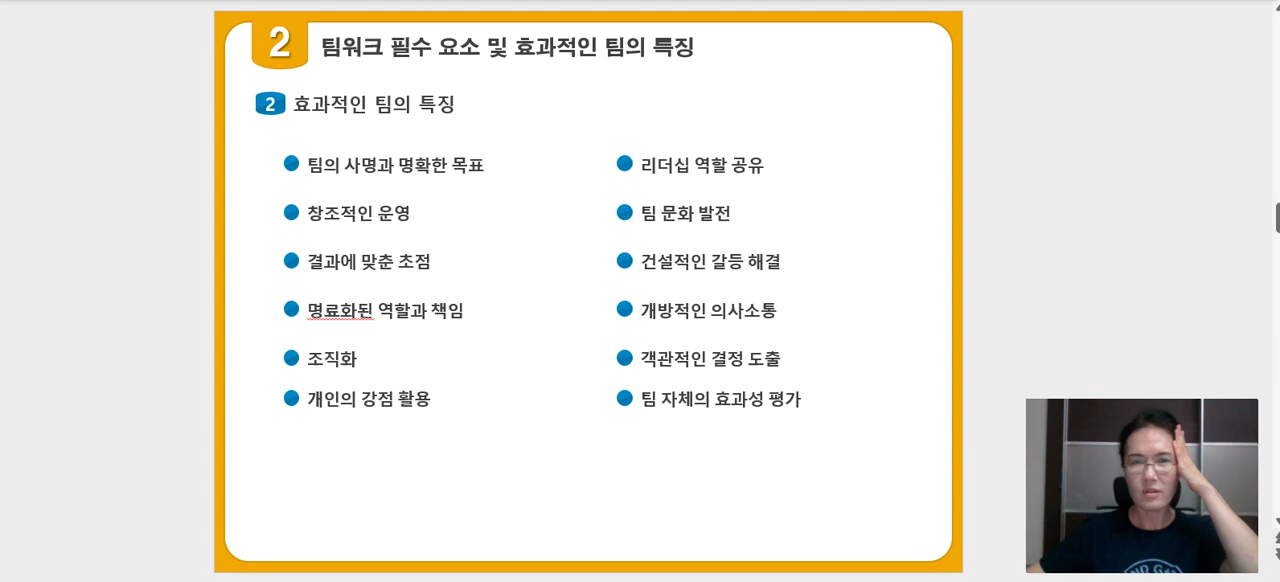 2 팀워크 필수 요소 및 효과적인 팀의 특징
2 효과적인 팀의 특징
팀의 사명과 명확한 목표
창조적인 운영
결과에 맞춘 초점
명료화된 역할과 책임
조직화
개인의 강점 활용
리더십 역할 공유
팀 문화 발전
건설적인 갈등 해결
개방적인 의사소통
객관적인 결정 도출
팀 자체의 효과성 평가